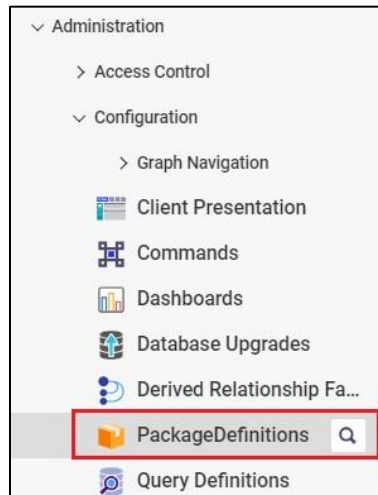 Administration
Access Control
Configuration
Graph Navigation
Client Presentation
Commands
Dashboards
Database Upgrades
Derived Relationship Fa...
PackageDefinitions
Query Definitions